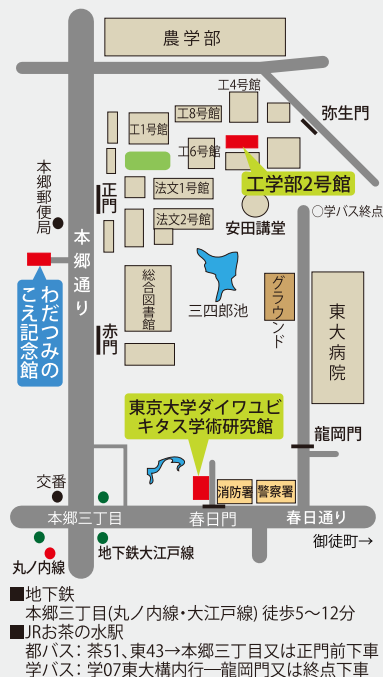 農学部
工4号館
工8号館
弥生門
工1号館
工6号館
工学部2号館
本郷郵便局
正門
法文1号館
法文2号館
安田講堂
○学バス終点
本郷通り
わだつみの
こえ記念館
総合図書館
三四郎池
グラウンド
東大病院
赤門
東京大学ダイワユビ
キタス学術研究館
龍岡門
交番
消防署
警察署
本郷三丁目
春日門
春日通り
丸ノ内線
地下鉄大江戸線
御徒町→
■地下鉄
本郷三丁目(丸ノ内線・大江戸線) 徒歩5〜12分
■JRお茶の水駅
都バス：茶51、東43→本郷三丁目又は正門前下車
学バス：学07東大構内行―龍岡門又は終点下車